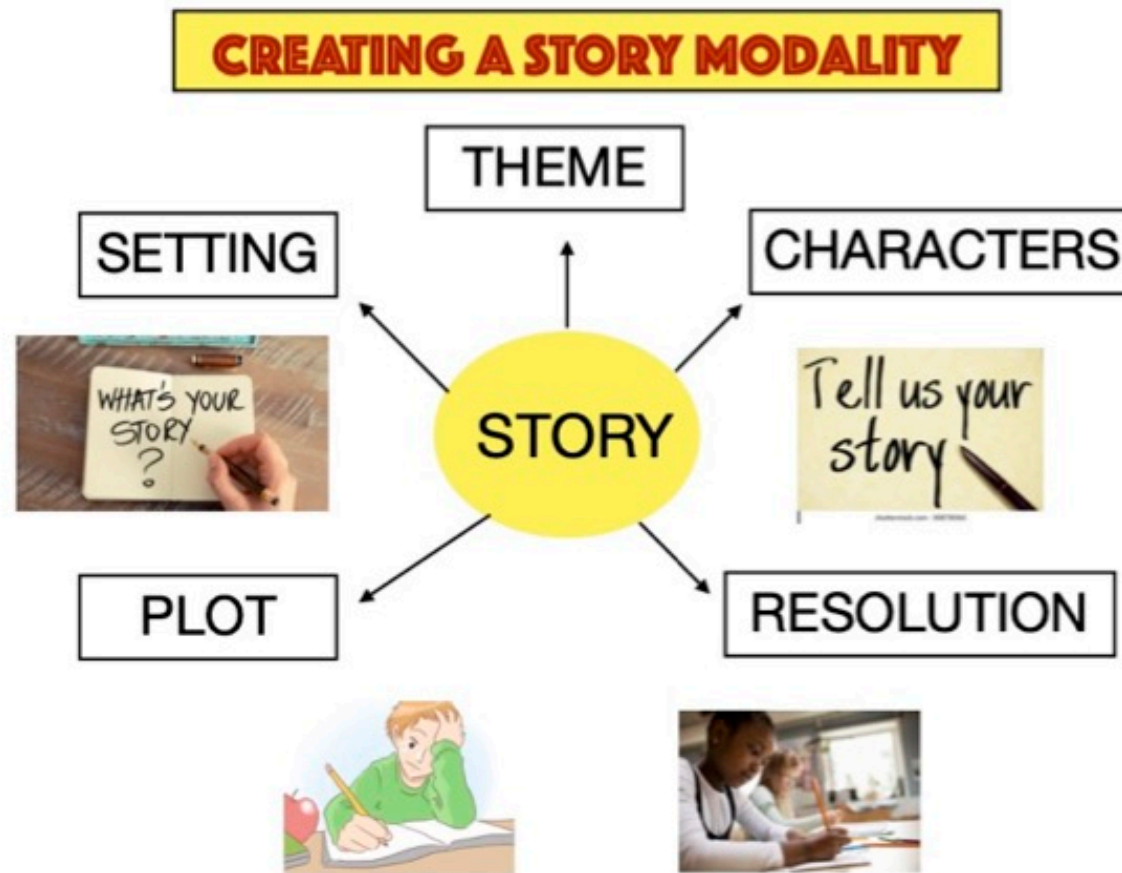 CREATING A STORY MODALITY
THEME
SETTING
CHARACTERS
WHAT'S YOUR
STORY
?
STORY
Tell us your
story
PLOT
RESOLUTION